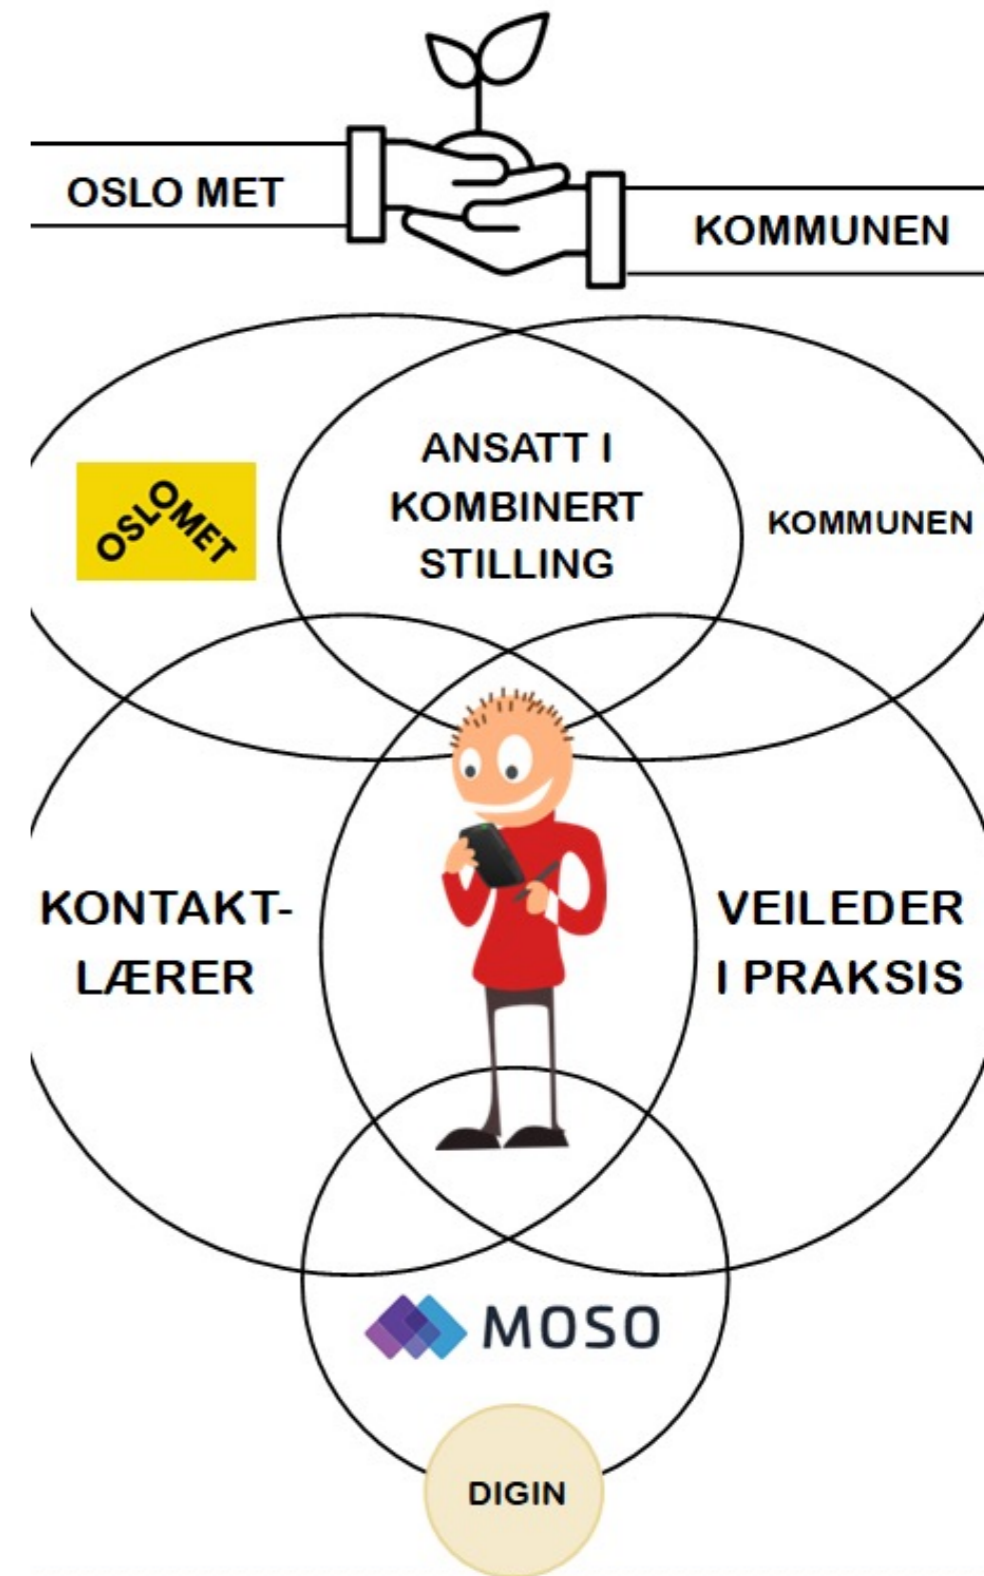 OSLO MET
KOMMUNEN
ANSATT I
KOMBINERT
STILLING
OSLOMET
KOMMUNEN
KONTAKT-
LÆRER
VEILEDER
I PRAKSIS
MOSO
DIGIN